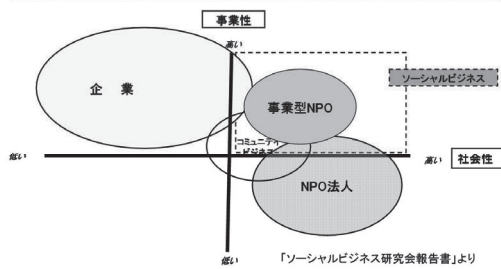 事業性
高い
企 業
ソーシャルビジネス
事業型NPO
コミュニティ
ビジネス
低い
高い
社会性
NPO法人
低い
「ソーシャルビジネス研究会報告書」より